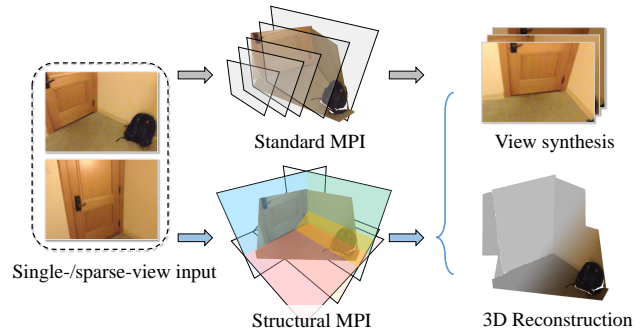 Standard MPI
View synthesis
Single-/sparse-view input
Structural MPI
3D Reconstruction